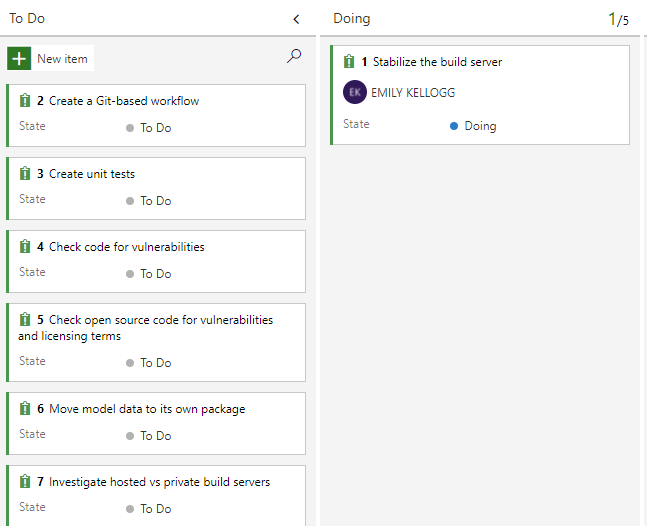 To Do
New item
2 Create a Git-based workflow
State To Do
3 Create unit tests
State To Do
4 Check code for vulnerabilities
State To Do
5 Check open source code for vulnerabilities
and licensing terms
State To Do
6 Move model data to its own package
State To Do
7 Investigate hosted vs private build servers
State To Do
Doing 1/5
1 Stabilize the build server
EK EMILY KELLOGG
State Doing